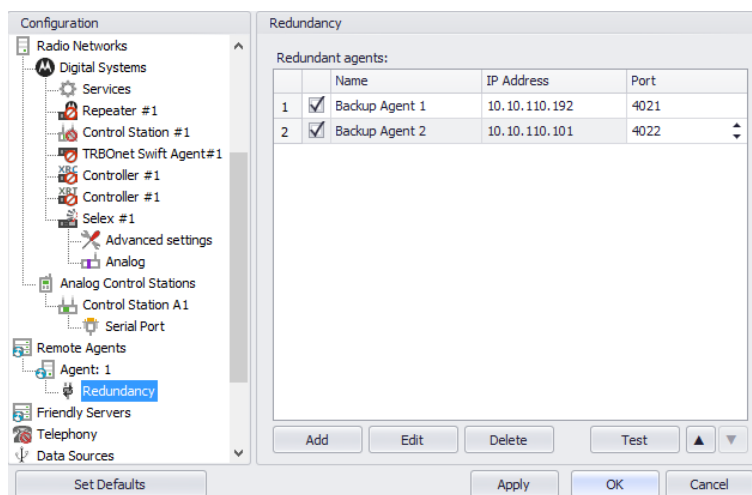 Configuration
Radio Networks
Digital Systems
Services
Repeater #1
Control Station #1
TRBOnet Swift Agent#1
XRC Controller #1
XRT Controller #1
Selex #1
Advanced settings
Analog
Analog Control Stations
Control Station A1
Serial Port
Remote Agents
Agent: 1
Redundancy
Friendly Servers
Telephony
Data Sources
Set Defaults
Redundancy
Redundant agents:
Name IP Address Port
1 Backup Agent 1 10.10.110.192 4021
2 Backup Agent 2 10.10.110.101 4022
Add Edit Delete Test
Apply OK Cancel